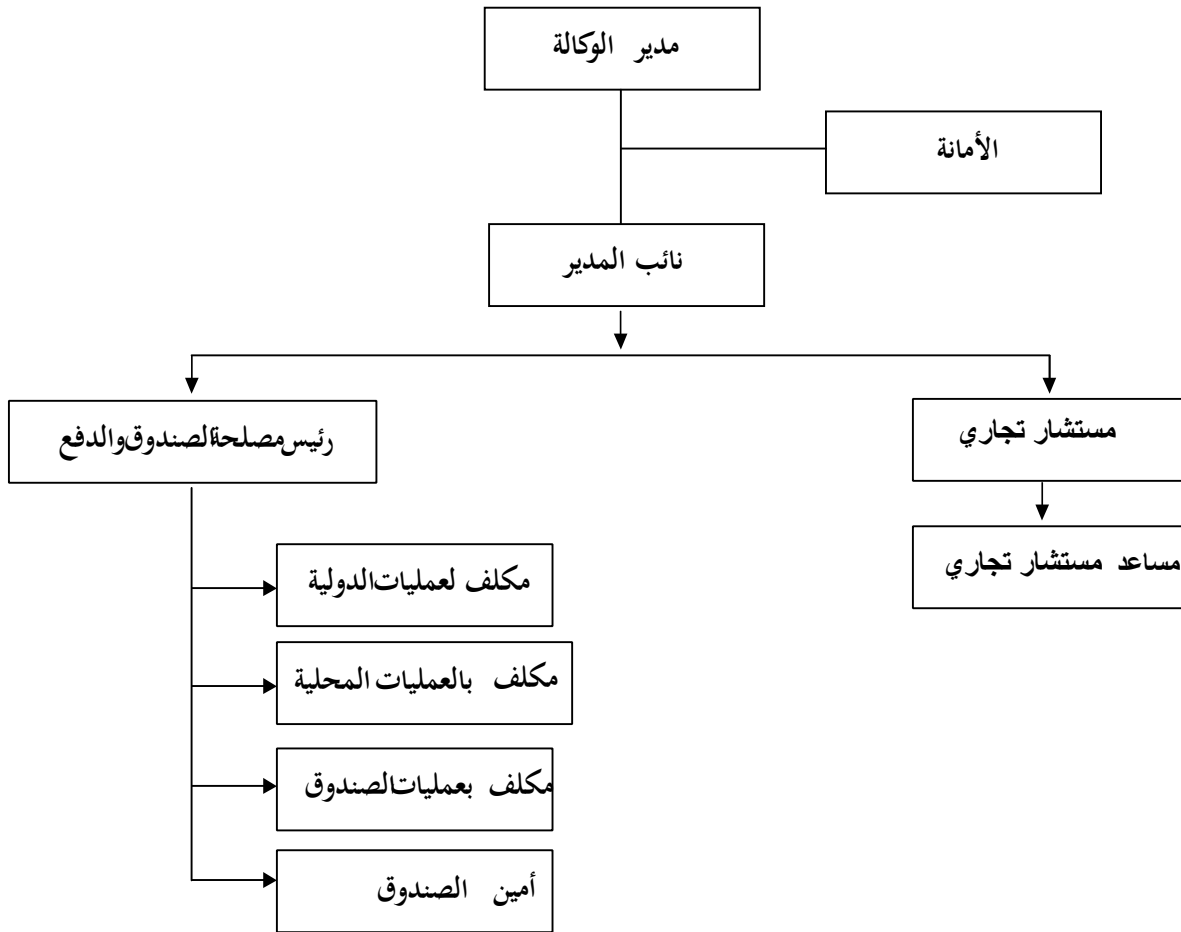 مدير الوكالة
الأمانة
نائب المدير
مستشار تجاري
رئيس مصلحة الصندوق والدفع
مساعد مستشار تجاري
مكلف لعمليات الدولية
مكلف بالعمليات المحلية
مكلف بعمليات الصندوق
أمين الصندوق